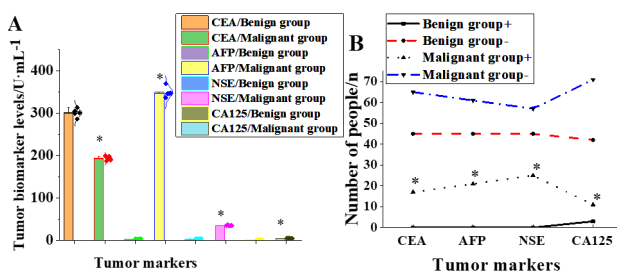 A
Tumor biomarker levels/U·mL-1
400
300
200
100
0
CEA/Benign group
CEA/Malignant group
AFP/Benign group
AFP/Malignant group
NSE/Benign group
NSE/Malignant group
CA125/Benign group
CA125/Malignant group
*
*
*
*
Tumor markers
B
Number of people/n
Benign group+
Benign group-
Malignant group+
Malignant group-
70
60
50
40
30
20
10
0
*
*
*
*
CEA AFP NSE CA125
Tumor markers